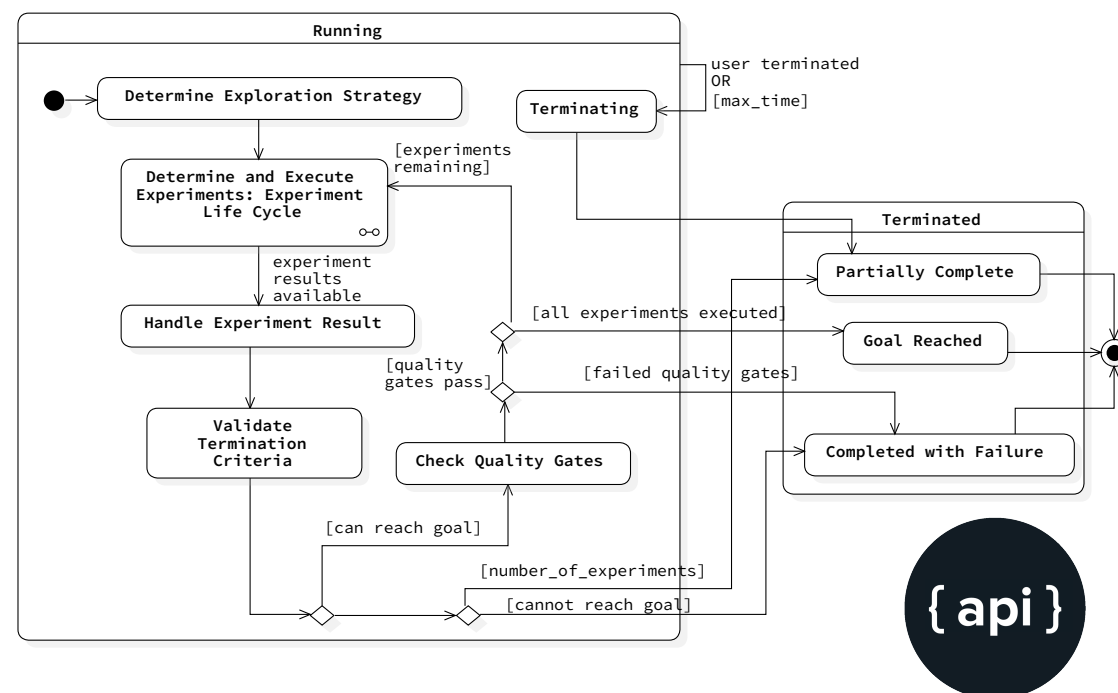 Running
user terminated
OR
[max_time]
Determine Exploration Strategy
Terminating
[experiments
remaining]
Determine and Execute
Experiments: Experiment
Life Cycle
Terminated
experiment
results
available
Partially Complete
Handle Experiment Result
[all experiments executed]
Goal Reached
[quality
gates pass]
[failed quality gates]
Validate
Termination
Criteria
Check Quality Gates
Completed with Failure
[can reach goal]
[number_of_experiments]
[cannot reach goal]
{ api }